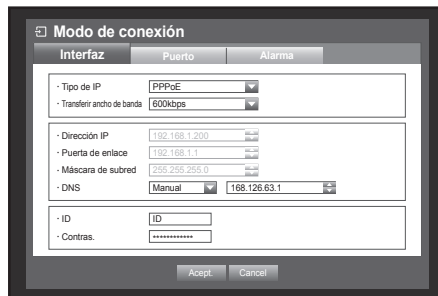 Modo de conexión
Interfaz Puerto Alarma
· Tipo de IP PPPoE
· Transferir ancho de banda 600kbps
· Dirección IP 192.168.1.200
· Puerta de enlace 192.168.1.1
· Máscara de subred 255.255.255.0
· DNS Manual 168.126.63.1
· ID ID
· Contras. ************
Acept. Cancel